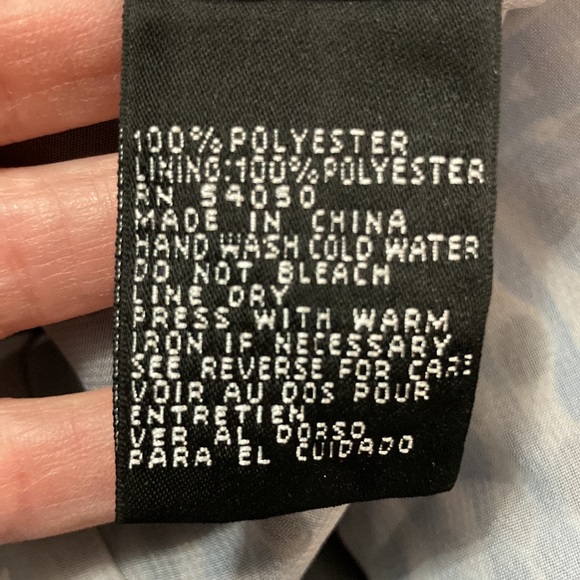 100% POLYESTER
LINING:100% POLYESTER
RN 54050
MADE IN CHINA
HAND WASH COLD WATER
DO NOT BLEACH
LINE DRY
PRESS WITH WARM
IRON IF NECESSARY
SEE REVERSE FOR CARE
VOIR AU DOS POUR
ENTRETIEN
VER AL DORSO
PARA EL CUIDADO